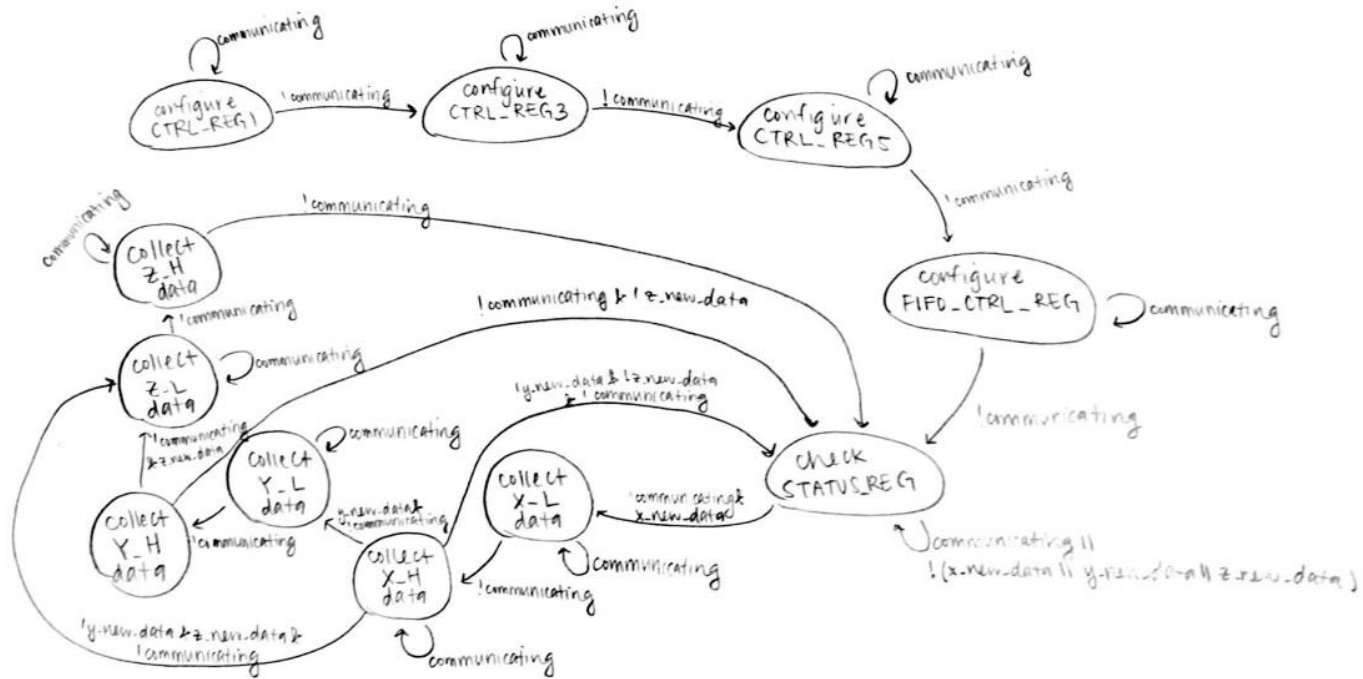 communicating
communicating
communicating
configure
CTRL_REG1
!communicating
configure
CTRL_REG3
!communicating
configure
CTRL_REG5
!communicating
!communicating
communicating
collect
Z_H
data
configure
FIFO_CTRL_REG
communicating
!communicating & !z_new_data
!communicating
collect
Z_L
data
communicating
!y_new_data & !z_new_data
& !communicating
!communicating
!communicating
& z_new_data
communicating
collect
Y_L
data
check
STATUS_REG
collect
X_L
data
!communicating &
x_new_data
y_new_data &
!communicating
collect
Y_H
data
!communicating
collect
X_H
data
communicating
!communicating
communicating ||
!(x_new_data || y_new_data || z_new_data)
!y_new_data & z_new_data &
!communicating
communicating